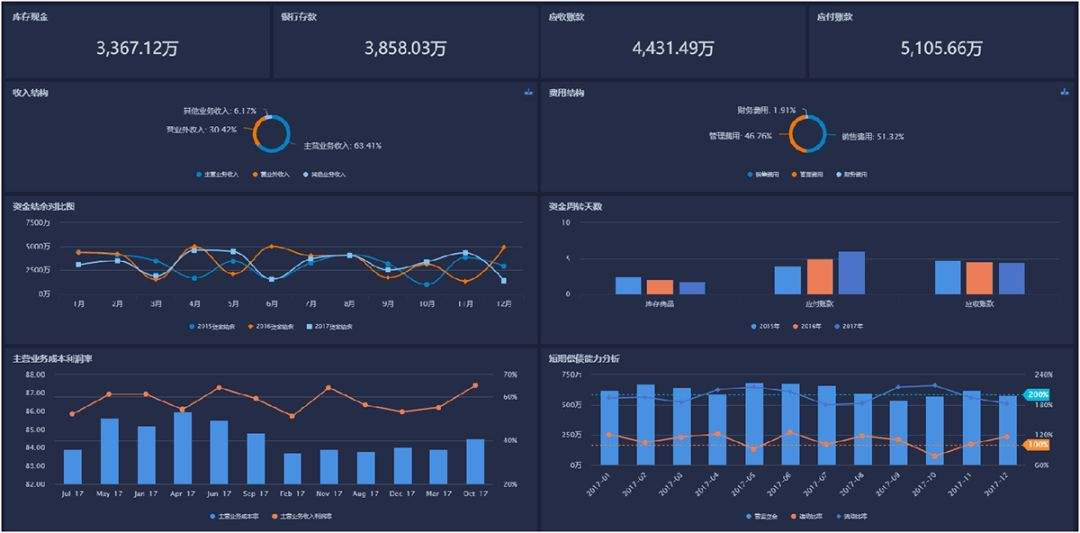 库存现金
3,367.12万
银行存款
3,858.03万
应收账款
4,431.49万
应付账款
5,105.66万
收入结构
其他业务收入: 6.17%
营业外收入: 30.42%
主营业务收入: 63.41%
主营业务收入 营业外收入 其他业务收入
费用结构
财务费用: 1.91%
管理费用: 46.76%
销售费用: 51.32%
销售费用 管理费用 财务费用
资金结余对比图
7500万
5000万
2500万
0万
1月 2月 3月 4月 5月 6月 7月 8月 9月 10月 11月 12月
2015资金结余 2016资金结余 2017资金结余
资金周转天数
10
5
0
库存商品 应付账款 应收账款
2015年 2016年 2017年
主营业务成本利润率
88.00
87.00
86.00
85.00
84.00
83.00
82.00
70%
60%
40%
20%
Jul 17 May 17 Jan 17 Apr 17 Jun 17 Sep 17 Feb 17 Nov 17 Aug 17 Dec 17 Mar 17 Oct 17
主营业务成本率 主营业务收入利润率
短期偿债能力分析
750万
500万
250万
0万
240%
200%
180%
120%
100%
60%
2017-01 2017-02 2017-03 2017-04 2017-05 2017-06 2017-07 2017-08 2017-09 2017-10 2017-11 2017-12
营运资金 速动比率 流动比率